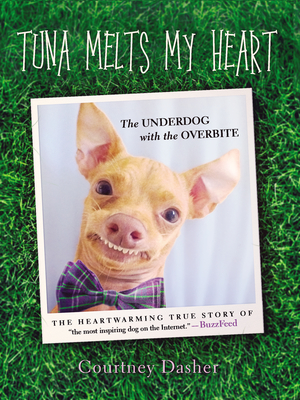 TUNA MELTS MY HEART
The UNDERDOG
with the OVERBITE
THE HEARTWARMING TRUE STORY OF
"the most inspiring dog on the Internet."—BuzzFeed
Courtney Dasher